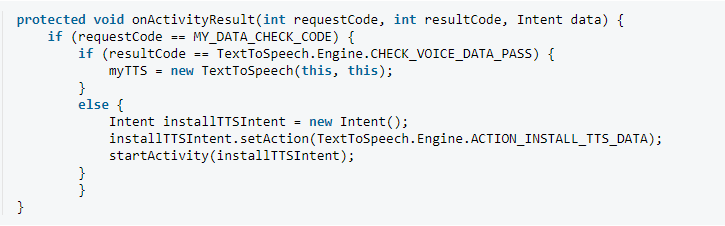 protected void onActivityResult(int requestCode, int resultCode, Intent data) {
    if (requestCode == MY_DATA_CHECK_CODE) {
        if (resultCode == TextToSpeech.Engine.CHECK_VOICE_DATA_PASS) {
            myTTS = new TextToSpeech(this, this);
        }
        else {
            Intent installTTSIntent = new Intent();
            installTTSIntent.setAction(TextToSpeech.Engine.ACTION_INSTALL_TTS_DATA);
            startActivity(installTTSIntent);
        }
        }
}